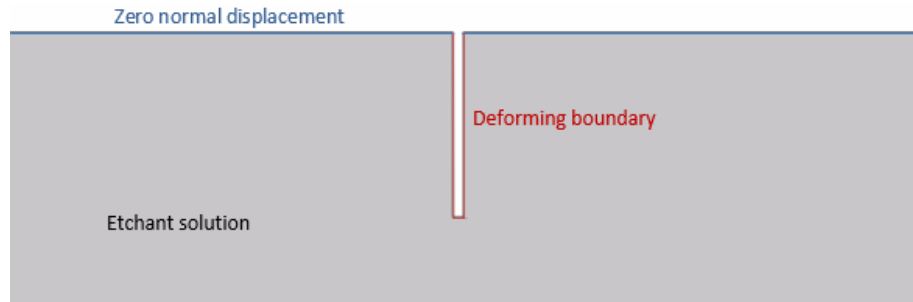 Zero normal displacement
Deforming boundary
Etchant solution